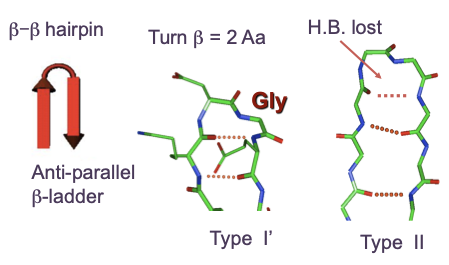 β–β hairpin
Turn β = 2 Aa
H.B. lost
Gly
Anti-parallel
β-ladder
Type I’
Type II